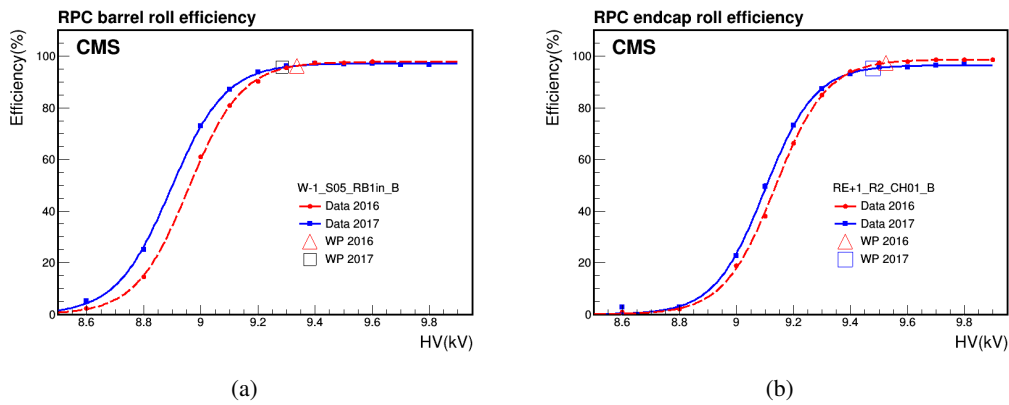 RPC barrel roll efficiency
CMS
Efficiency(%)
100
80
60
40
20
0
W-1_S05_RB1in_B
Data 2016
Data 2017
WP 2016
WP 2017
8.6 8.8 9 9.2 9.4 9.6 9.8
HV(kV)
(a)
RPC endcap roll efficiency
CMS
Efficiency(%)
100
80
60
40
20
0
RE+1_R2_CH01_B
Data 2016
Data 2017
WP 2016
WP 2017
8.6 8.8 9 9.2 9.4 9.6 9.8
HV(kV)
(b)